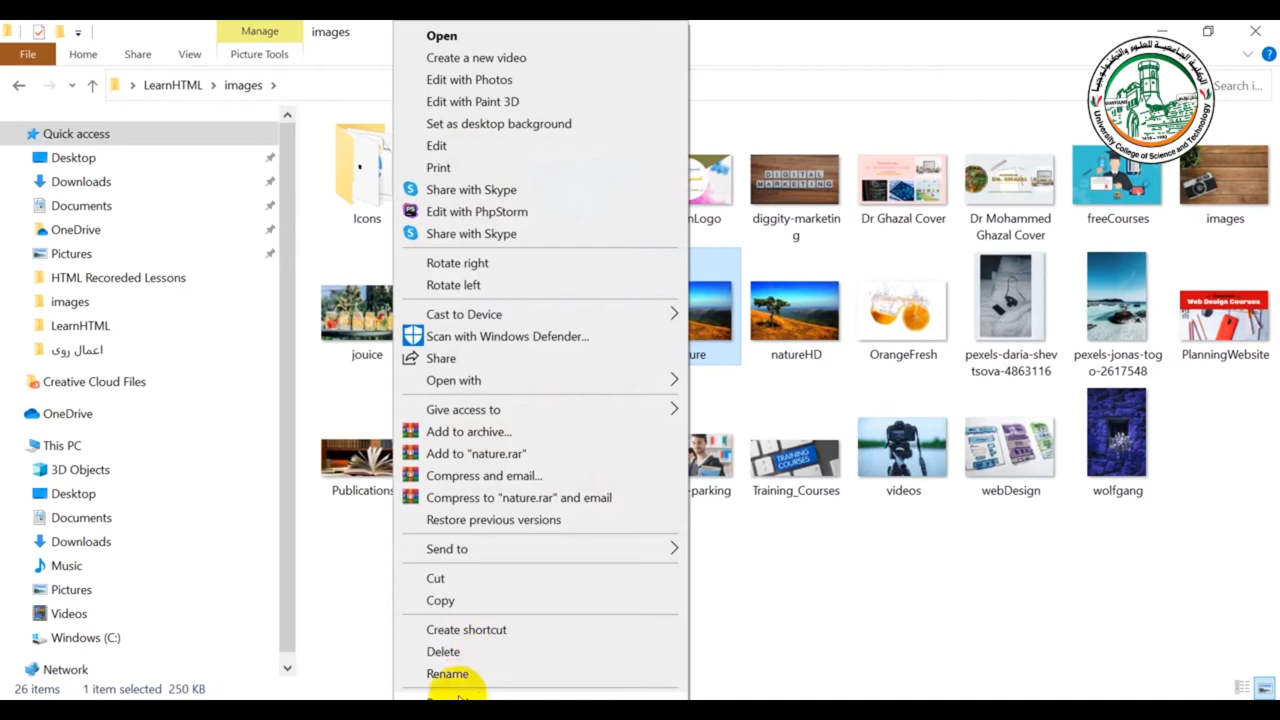 Manage
images
File
Home
Share
View
Picture Tools
LearnHTML
images
Search i...
Quick access
Desktop
Downloads
Documents
OneDrive
Pictures
HTML Recoreded Lessons
images
LearnHTML
اعمال روى
Creative Cloud Files
OneDrive
This PC
3D Objects
Desktop
Documents
Downloads
Music
Pictures
Videos
Windows (C:)
Network
26 items
1 item selected
250 KB
Open
Create a new video
Edit with Photos
Edit with Paint 3D
Set as desktop background
Edit
Print
Share with Skype
Edit with PhpStorm
Share with Skype
Rotate right
Rotate left
Cast to Device
Scan with Windows Defender...
Share
Open with
Give access to
Add to archive...
Add to "nature.rar"
Compress and email...
Compress to "nature.rar" and email
Restore previous versions
Send to
Cut
Copy
Create shortcut
Delete
Rename
Icons
nLogo
DIGITAL
MARKETING
diggity-marketin
g
Dr Ghazal Cover
Dr Mohammed
Ghazal Cover
freeCourses
images
jouice
ure
natureHD
OrangeFresh
pexels-daria-shev
tsova-4863116
pexels-jonas-togo
o-2617548
Web Design Courses
PlanningWebsite
Publications
-parking
TRAINING
COURSES
Training_Courses
videos
webDesign
wolfgang
الكلية الجامعية للعلوم والتكنولوجيا
University College of Science and Technology